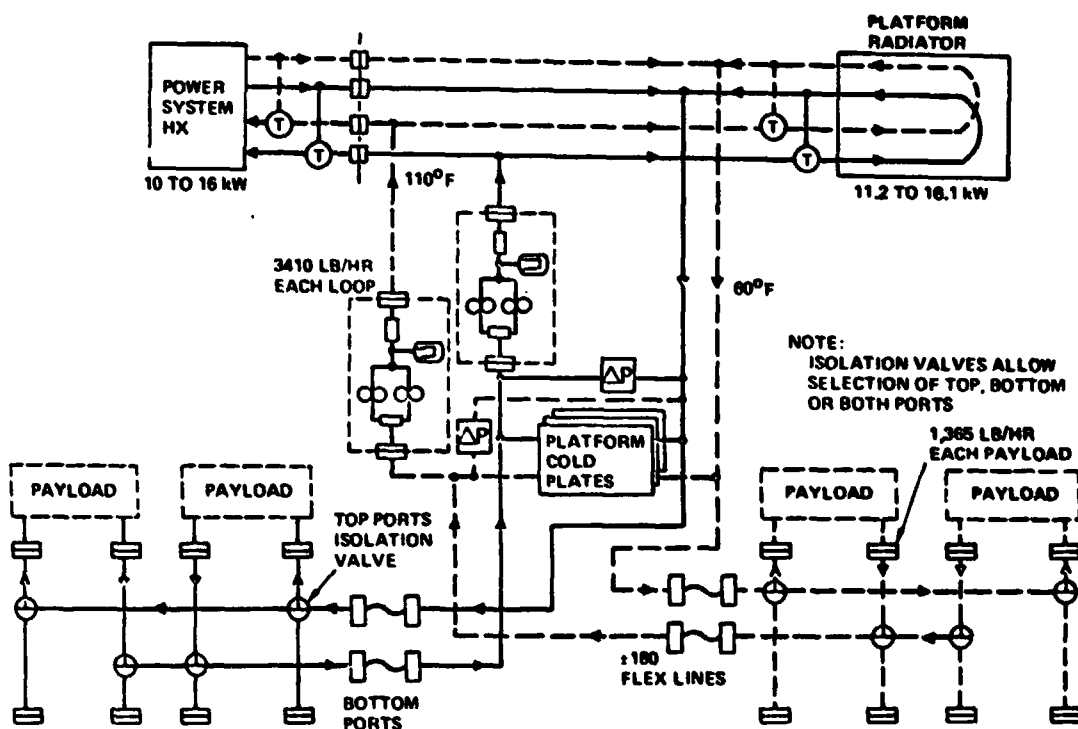 PLATFORM
RADIATOR
POWER
SYSTEM
HX
T
T
T
T
10 TO 16 kW
110°F
11.2 TO 16.1 kW
3410 LB/HR
EACH LOOP
60°F
NOTE:
ISOLATION VALVES ALLOW
SELECTION OF TOP, BOTTOM
OR BOTH PORTS
ΔP
ΔP
PLATFORM
COLD
PLATES
1,365 LB/HR
EACH PAYLOAD
PAYLOAD
PAYLOAD
PAYLOAD
PAYLOAD
TOP PORTS
ISOLATION
VALVE
±180
FLEX LINES
BOTTOM
PORTS